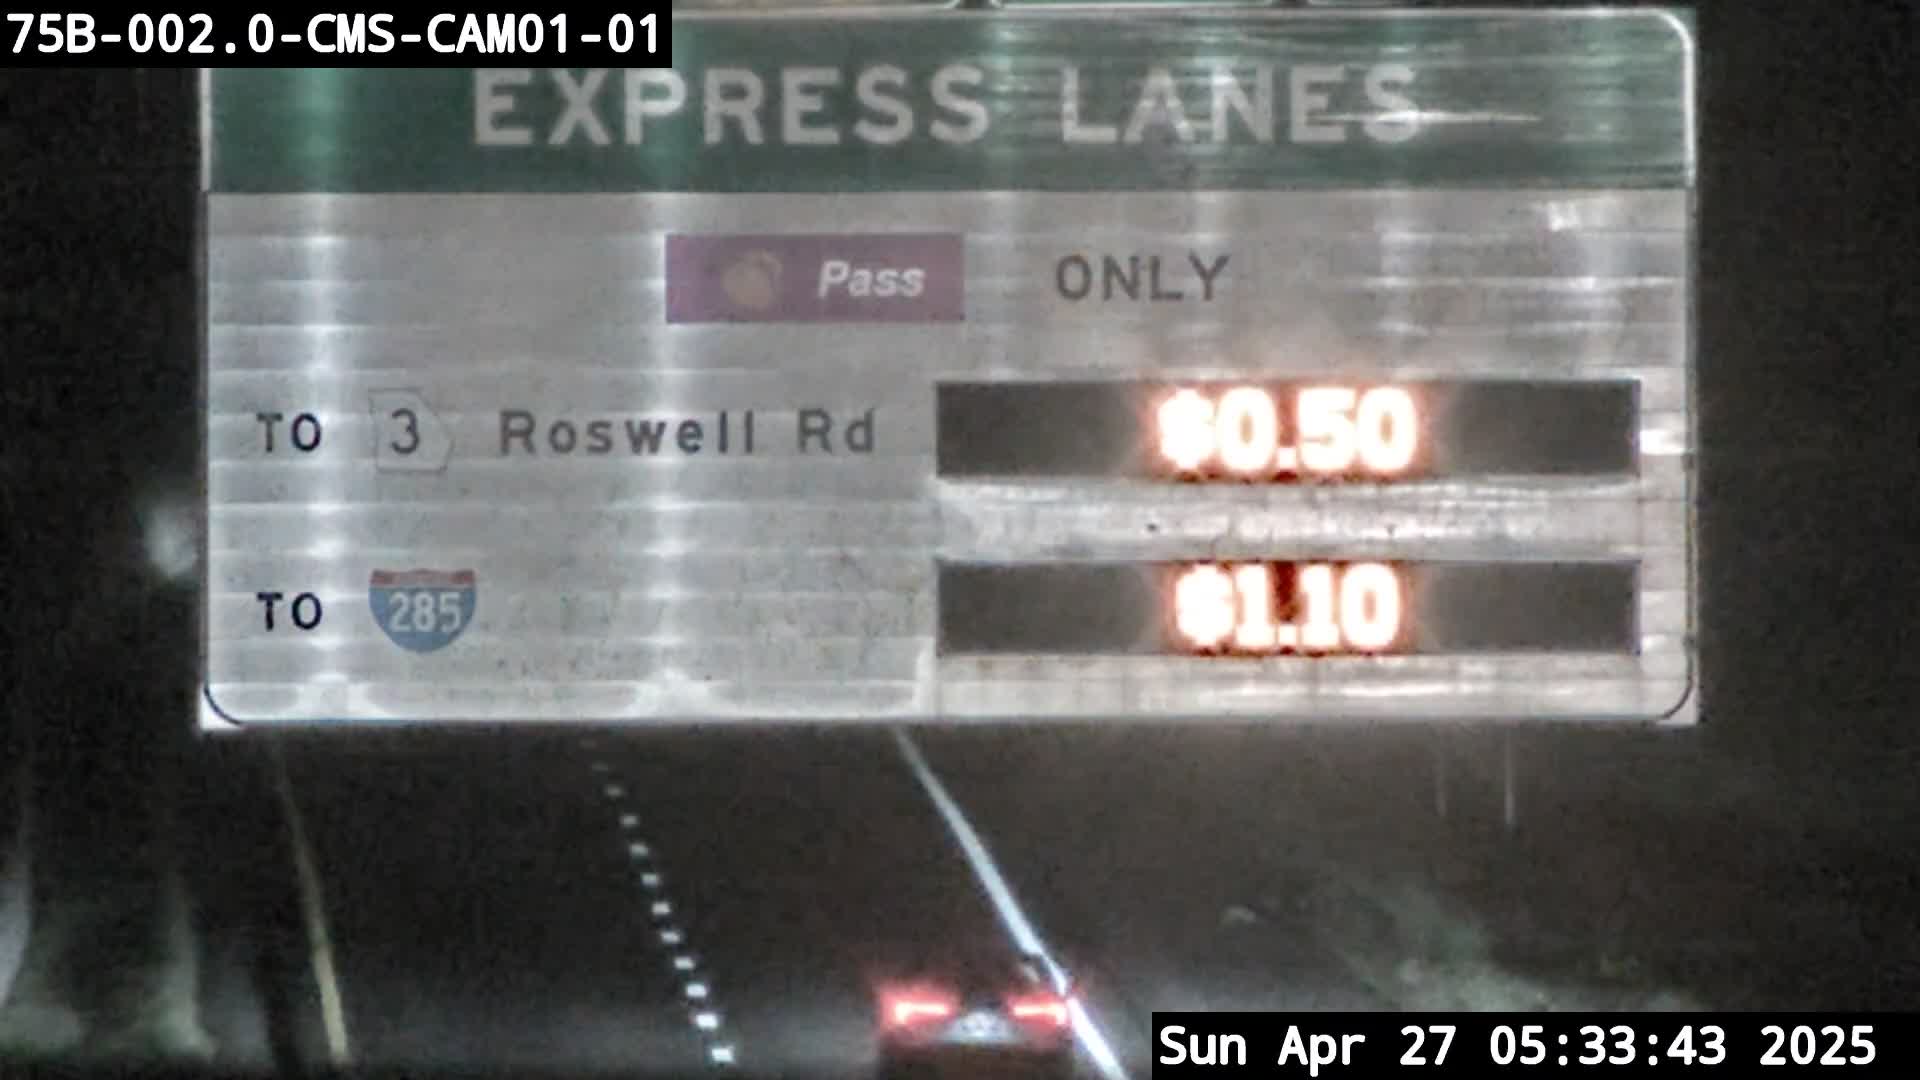 75B-002.0-CMS-CAM01-01
EXPRESS LANES
Pass ONLY
TO 3 Roswell Rd $0.50
TO 285 $1.10
Sun Apr 27 05:33:43 2025